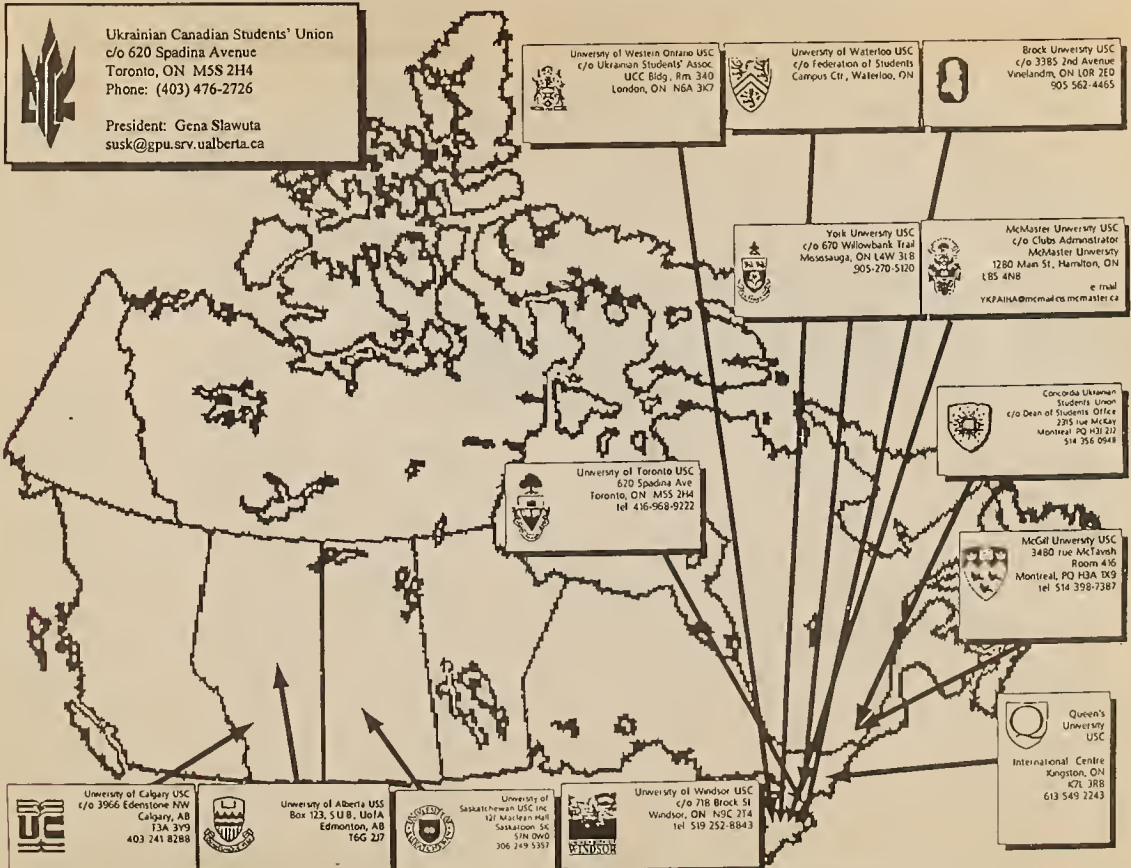 Ukrainian Canadian Students' Union
c/o 620 Spadina Avenue
Toronto, ON M5S 2H4
Phone: (403) 476-2726
President: Gena Slawuta
susk@gpu.srv.ualberta.ca
University of Western Ontario USC
c/o Ukrainian Students' Assoc.
UCC Bldg, Rm 340
London, ON N6A 3K7
University of Waterloo USC
c/o Federation of Students
Campus Ctr, Waterloo, ON
Brock University USC
c/o 3385 2nd Avenue
Vinelandm, ON L0R 2E0
905 562-4465
York University USC
c/o 670 Willowbank Trail
Mississauga, ON L4W 3L8
905-270-5120
McMaster University USC
c/o Clubs Administrator
McMaster University
1280 Main St, Hamilton, ON
L8S 4N8
e mail
YKPAIHA@mcmail.cis.mcmaster.ca
Concordia Ukrainian
Students Union
c/o Dean of Students Office
2315 rue McKay
Montreal PQ
514 356 0948
University of Toronto USC
620 Spadina Ave
Toronto, ON M5S 2H4
tel 416-968-9222
McGill University USC
3480 rue McTavish
Room 416
Montreal, PQ H3A 1X9
tel 514 398-7387
Queen's
University
USC
International Centre
Kingston, ON
K7L 3R8
613 549 2243
UC
University of Calgary USC
c/o 3966 Edenstone NW
Calgary, AB
T3A 3Y9
403 241 8288
University of Alberta USS
Box 123, SUB, UofA
Edmonton, AB
T6G 2J7
University of
Saskatchewan USC Inc
127 Maclean Hall
Saskatoon SK
S7N 0W0
306 249 5357
WINDSOR
University of Windsor USC
c/o 718 Brock St
Windsor, ON N9C 2T4
tel 519 252-8843